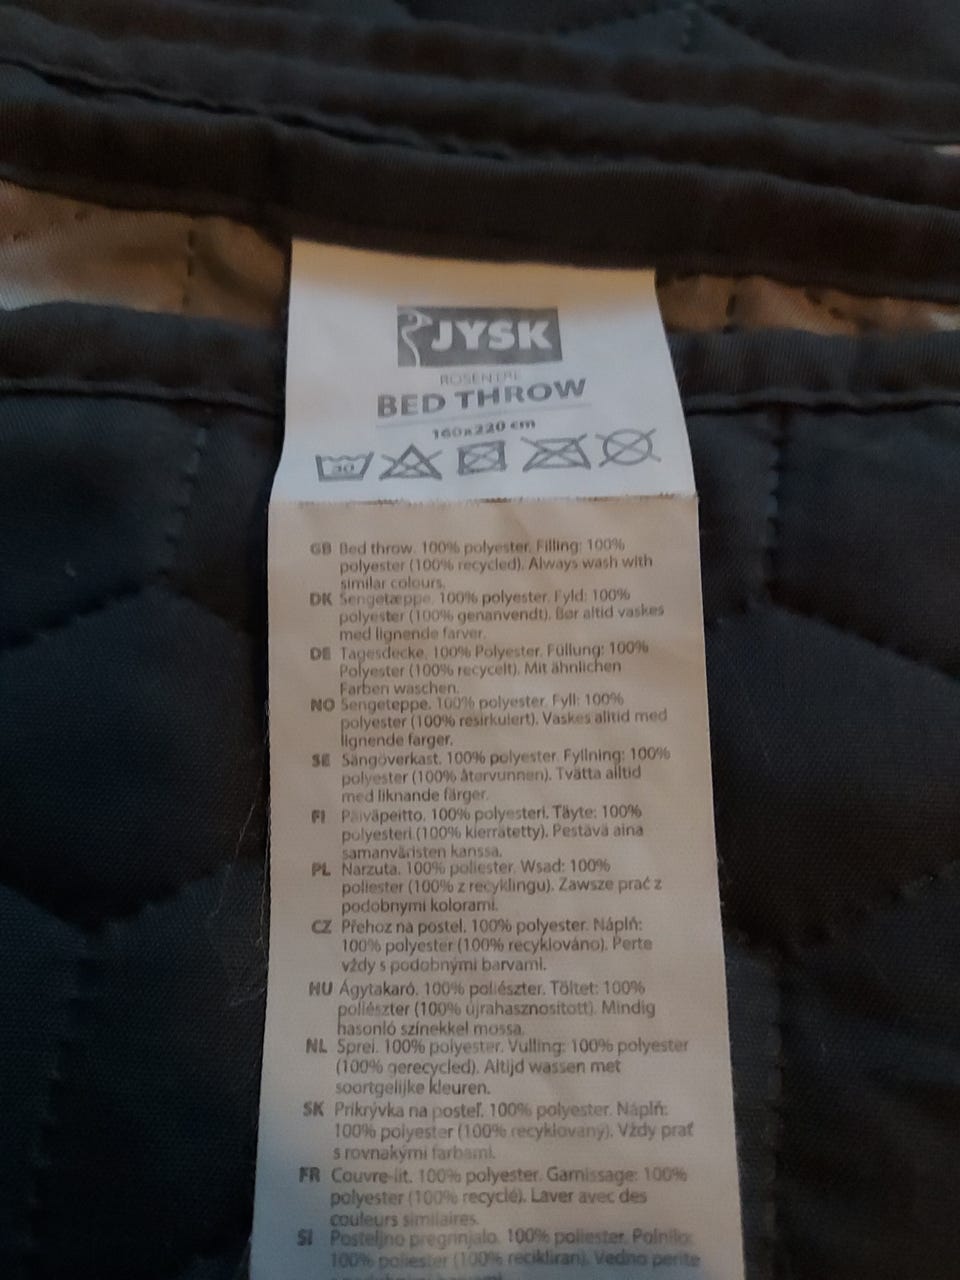 JYSK
BED THROW
160x220 cm
30
GB Bed throw. 100% polyester. Filling: 100%
polyester (100% recycled). Always wash with
similar colours.
DK Sengetæppe. 100% polyester. Fyld: 100%
polyester (100% genanvendt). Bør altid vaskes
med lignende farver.
DE Tagesdecke. 100% Polyester. Füllung: 100%
Polyester (100% recycelt). Mit ähnlichen
Farben waschen.
NO Sengeteppe. 100% polyester. Fyll: 100%
polyester (100% resirkulert). Vaskes alltid med
lignende farger.
SE Sängöverkast. 100% polyester. Fyllning: 100%
polyester (100% återvunnen). Tvätta alltid
med liknande färger.
FI Päiväpeitto. 100% polyesteri. Täyte: 100%
polyesteri (100% kierrätetty). Pestävä aina
samanväristen kanssa.
PL Narzuta. 100% poliester. Wsad: 100%
poliester (100% z recyklingu). Zawsze prać z
podobnymi kolorami.
CZ Přehoz na postel. 100% polyester. Náplň:
100% polyester (100% recyklováno). Perte
vždy s podobnými barvami.
HU Ágytakaró. 100% poliészter. Töltet: 100%
poliészter (100% újrahasznosított). Mindig
hasonló színekkel mossa.
NL Sprei. 100% polyester. Vulling: 100% polyester
(100% gerecycled). Altijd wassen met
soortgelijke kleuren.
SK Prikrývka na posteľ. 100% polyester. Náplň:
100% polyester (100% recyklovaný). Vždy prať
s rovnakými farbami.
FR Couvre-lit. 100% polyester. Garnissage: 100%
polyester (100% recyclé). Laver avec des
couleurs similaires.
SI Posteljno pregrinjalo. 100% poliester. Polnilo:
100% poliester (100% recikliran). Vedno perite